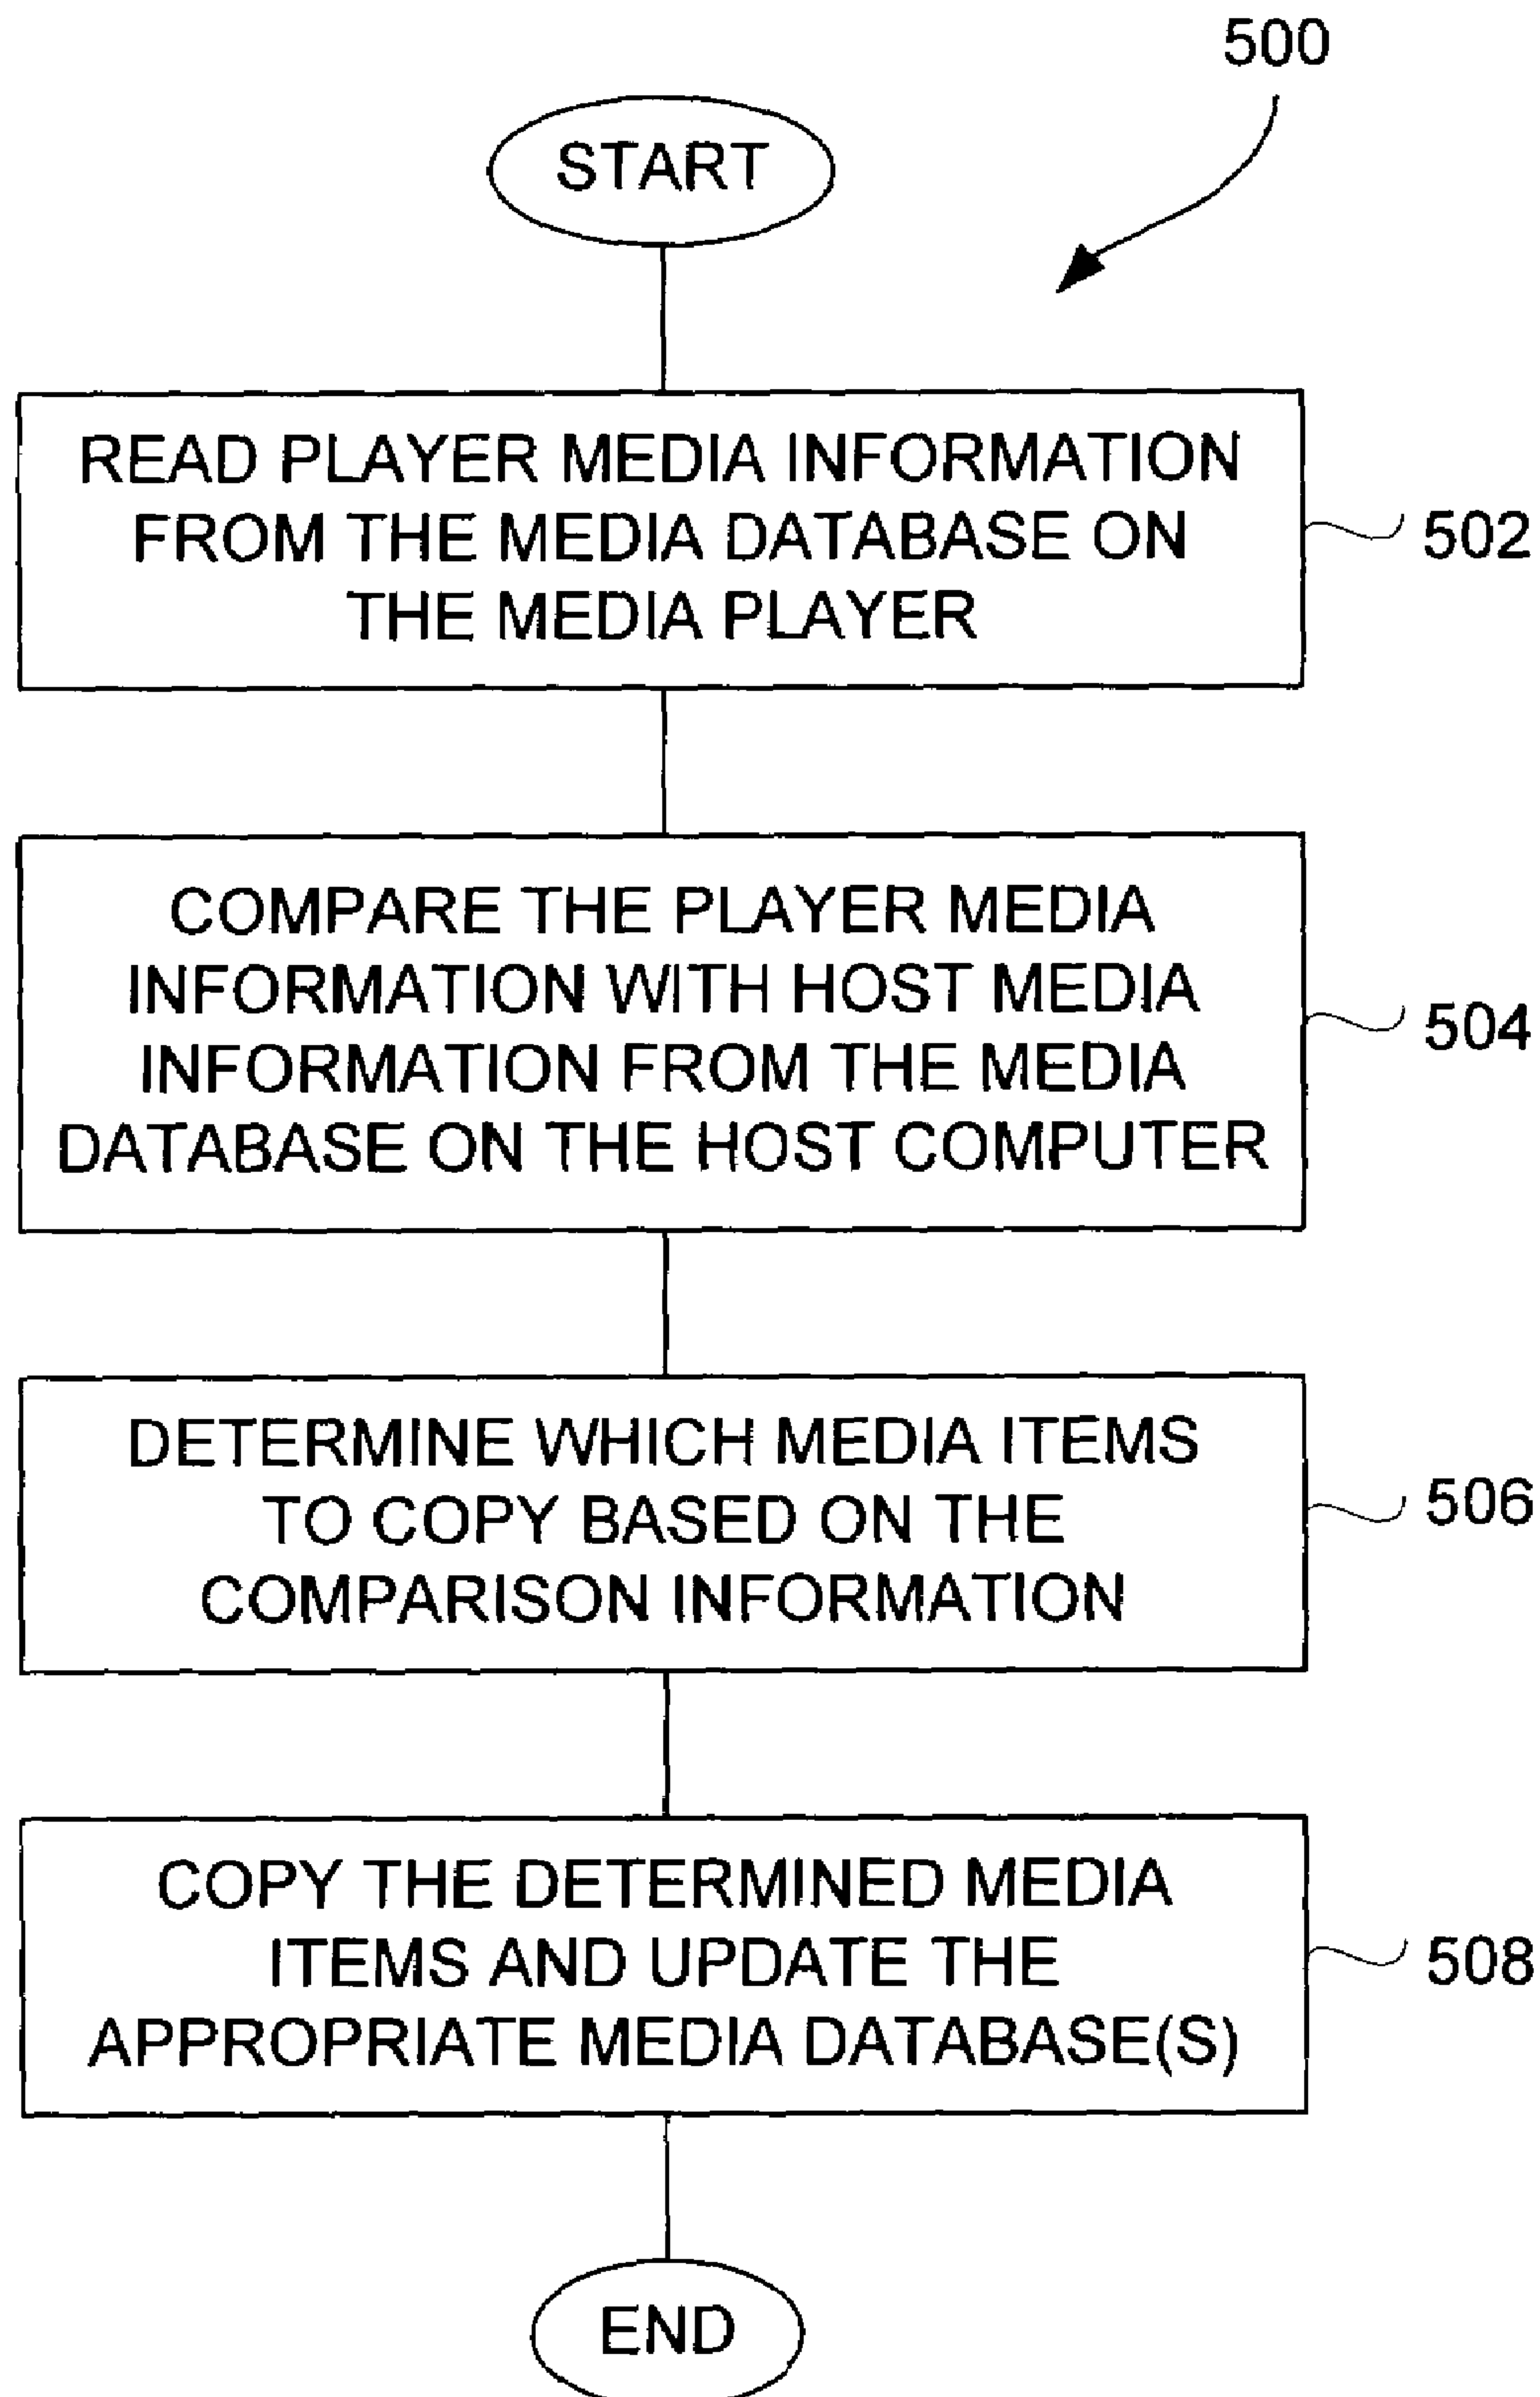 500
START
READ PLAYER MEDIA INFORMATION
FROM THE MEDIA DATABASE ON
THE MEDIA PLAYER
502
COMPARE THE PLAYER MEDIA
INFORMATION WITH HOST MEDIA
INFORMATION FROM THE MEDIA
DATABASE ON THE HOST COMPUTER
504
DETERMINE WHICH MEDIA ITEMS
TO COPY BASED ON THE
COMPARISON INFORMATION
506
COPY THE DETERMINED MEDIA
ITEMS AND UPDATE THE
APPROPRIATE MEDIA DATABASE(S)
508
END